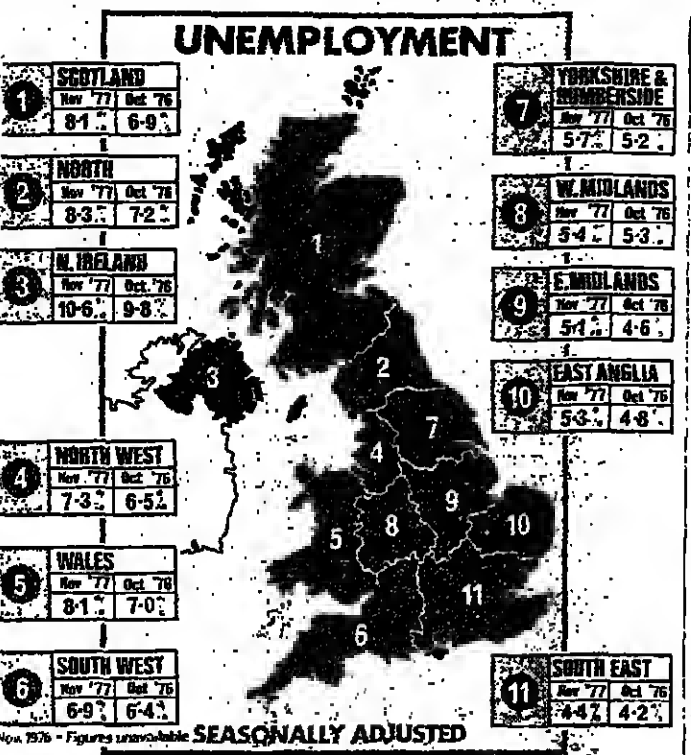 UNEMPLOYMENT
1
SCOTLAND
Nov '77 Oct '76
8·1% 6·9%
2
NORTH
Nov '77 Oct '76
8·3% 7·2%
3
N. IRELAND
Nov '77 Oct '76
10·6% 9·8%
4
NORTH WEST
Nov '77 Oct '76
7·3% 6·5%
5
WALES
Nov '77 Oct '76
8·1% 7·0%
6
SOUTH WEST
Nov '77 Oct '76
6·9% 6·4%
7
YORKSHIRE &
HUMBERSIDE
Nov '77 Oct '76
5·7% 5·2%
8
W. MIDLANDS
Nov '77 Oct '76
5·4% 5·3%
9
E. MIDLANDS
Nov '77 Oct '76
5·1% 4·6%
10
EAST ANGLIA
Nov '77 Oct '76
5·3% 4·8%
11
SOUTH EAST
Nov '77 Oct '76
4·4% 4·2%
1
2
3
7
4
9
5
8
10
11
6
Nov. 1976 - Figures unavailable
SEASONALLY ADJUSTED